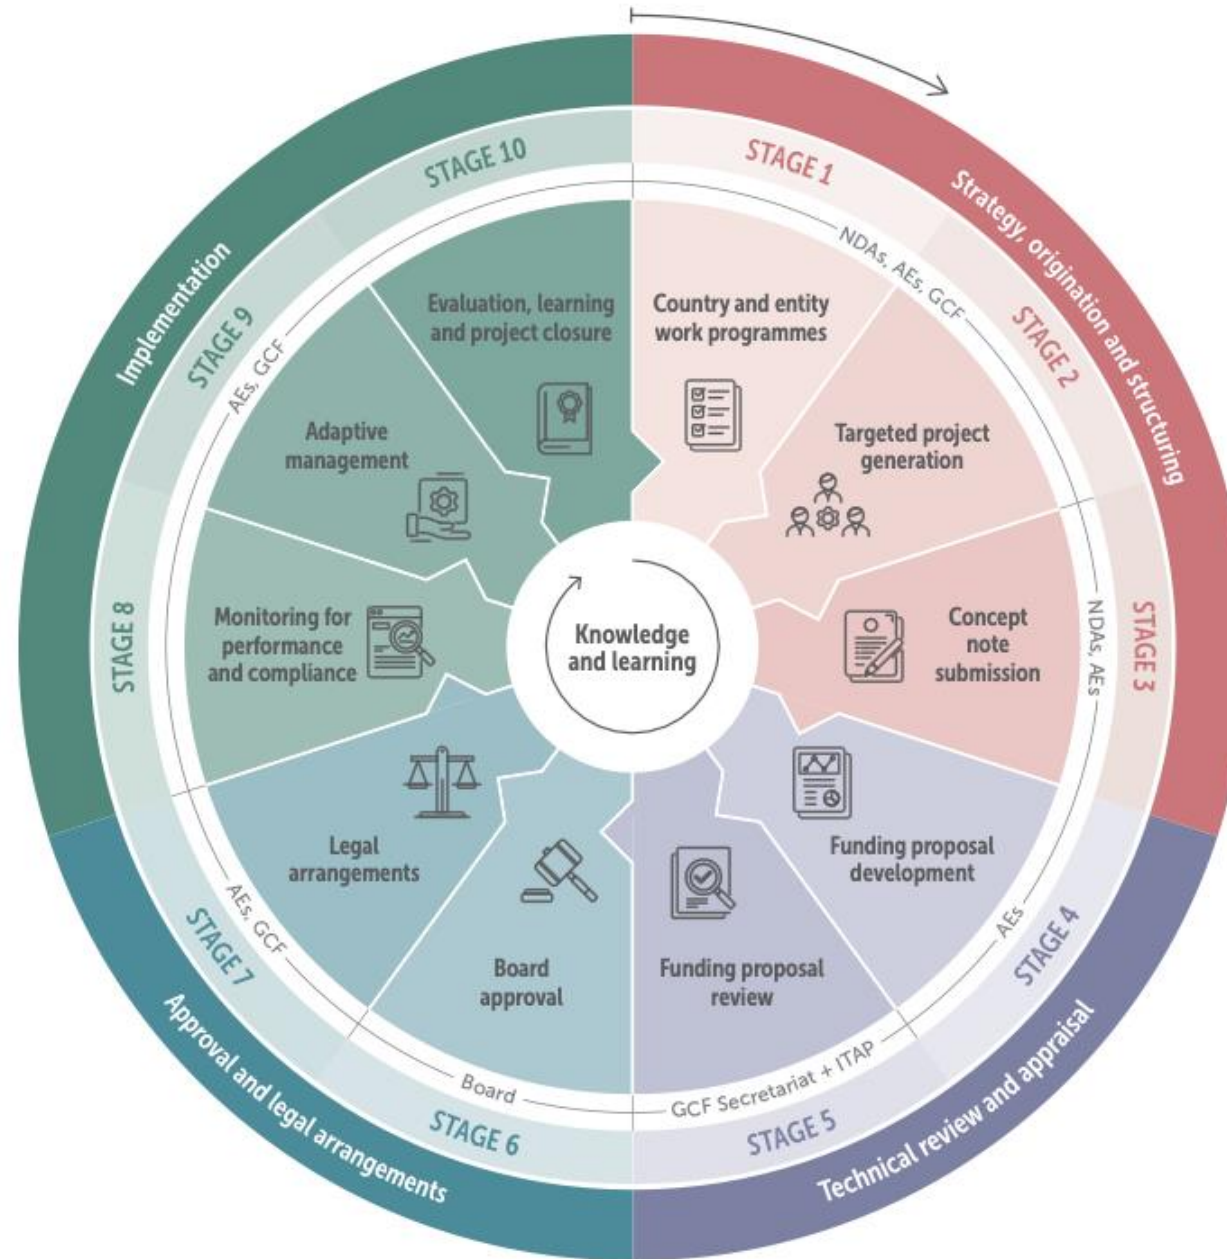 Strategy, origination and structuring
STAGE 1
NDAs, AEs, GCF
Country and entity
work programmes
STAGE 2
Targeted project
generation
STAGE 3
NDAs, AEs
Concept
note
submission
Technical review and appraisal
STAGE 4
AEs
Funding proposal
development
STAGE 5
GCF Secretariat + ITAP
Funding proposal
review
Approval and legal arrangements
STAGE 6
Board
Board
approval
STAGE 7
AEs, GCF
Legal
arrangements
Implementation
STAGE 8
Monitoring for
performance
and compliance
STAGE 9
AEs, GCF
Adaptive
management
STAGE 10
Evaluation, learning
and project closure
Knowledge
and learning